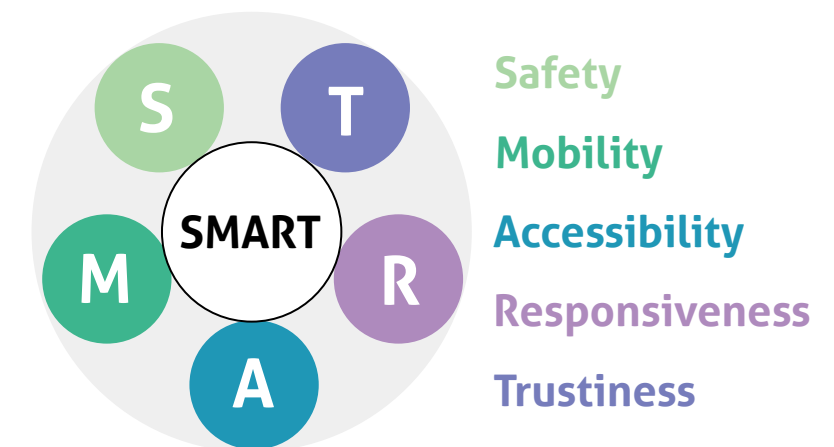 S
T
SMART
M
R
A
Safety
Mobility
Accessibility
Responsiveness
Trustiness